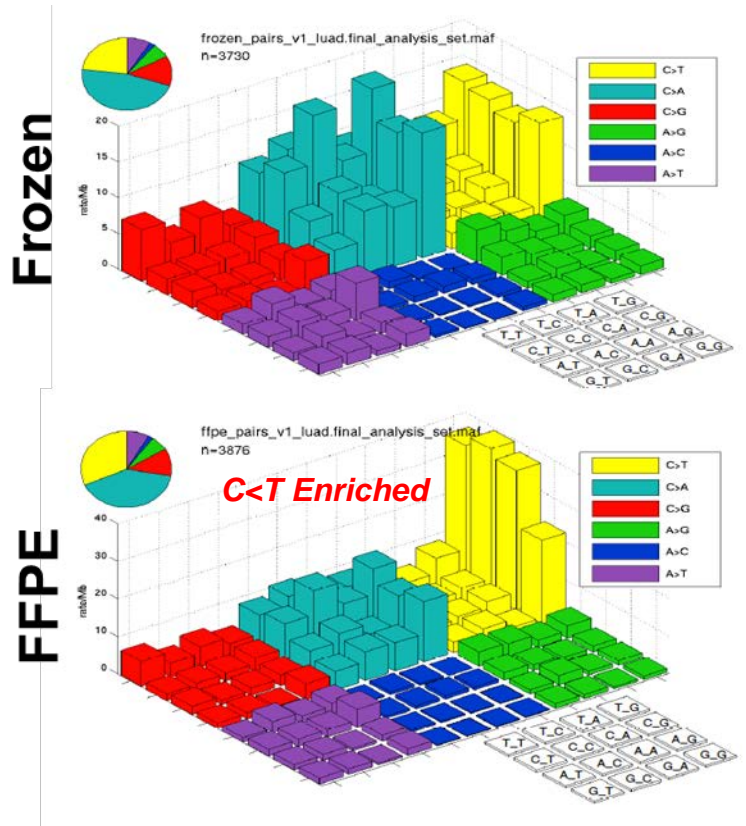 Frozen
frozen_pairs_v1_luad.final_analysis_set.maf
n=3730
C>T
C>A
C>G
A>G
A>C
A>T
20
15
10
5
0
rate/Mb
T_T T_C T_A T_G
C_T C_C C_A C_G
A_T A_C A_A A_G
G_T G_C G_A G_G
FFPE
ffpe_pairs_v1_luad.final_analysis_set.maf
n=3876
C<T Enriched
C>T
C>A
C>G
A>G
A>C
A>T
40
30
20
10
0
rate/Mb
T_T T_C T_A T_G
C_T C_C C_A C_G
A_T A_C A_A A_G
G_T G_C G_A G_G